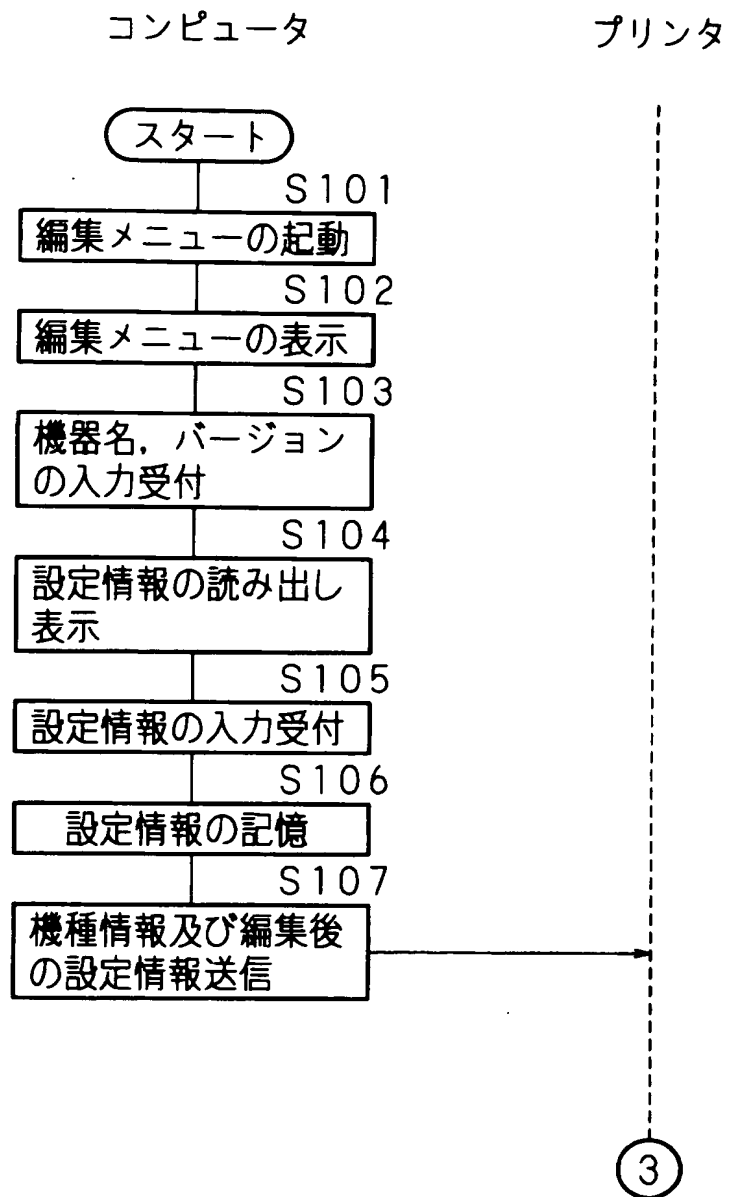 コンピュータ
プリンタ
スタート
S101
編集メニューの起動
S102
編集メニューの表示
S103
機器名，バージョン
の入力受付
S104
設定情報の読み出し
表示
S105
設定情報の入力受付
S106
設定情報の記憶
S107
機種情報及び編集後
の設定情報送信
3